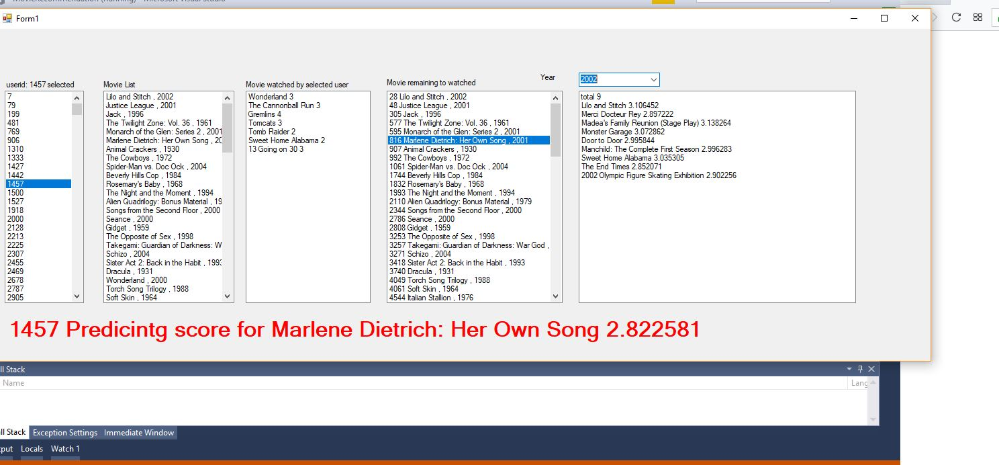 MovieRecommendation (Running) - Microsoft Visual Studio
Form1
Year
2002
userid: 1457 selected
7
79
199
481
769
906
1310
1333
1427
1442
1457
1500
1527
1918
2000
2128
2213
2225
2307
2455
2469
2678
2787
2905
Movie List
Lilo and Stitch , 2002
Justice League , 2001
Jack , 1996
The Twilight Zone: Vol. 36 , 1961
Monarch of the Glen: Series 2 , 2001
Marlene Dietrich: Her Own Song , 20
Animal Crackers , 1930
The Cowboys , 1972
Spider-Man vs. Doc Ock , 2004
Beverly Hills Cop , 1984
Rosemary's Baby , 1968
The Night and the Moment , 1994
Alien Quadrilogy: Bonus Material , 19
Songs from the Second Floor , 2000
Seance , 2000
Gidget , 1959
The Opposite of Sex , 1998
Takegami: Guardian of Darkness: W
Schizo , 2004
Sister Act 2: Back in the Habit , 1993
Dracula , 1931
Wonderland , 2000
Torch Song Trilogy , 1988
Soft Skin , 1964
Movie watched by selected user
Wonderland 3
The Cannonball Run 3
Gremlins 4
Tomcats 3
Tomb Raider 2
Sweet Home Alabama 2
13 Going on 30 3
Movie remaining to watched
28 Lilo and Stitch , 2002
48 Justice League , 2001
305 Jack , 1996
577 The Twilight Zone: Vol. 36 , 1961
595 Monarch of the Glen: Series 2 , 2001
816 Marlene Dietrich: Her Own Song , 2001
907 Animal Crackers , 1930
992 The Cowboys , 1972
1061 Spider-Man vs. Doc Ock , 2004
1744 Beverly Hills Cop , 1984
1832 Rosemary's Baby , 1968
1993 The Night and the Moment , 1994
2110 Alien Quadrilogy: Bonus Material , 1979
2344 Songs from the Second Floor , 2000
2786 Seance , 2000
2808 Gidget , 1959
3253 The Opposite of Sex , 1998
3257 Takegami: Guardian of Darkness: War God ,
3271 Schizo , 2004
3418 Sister Act 2: Back in the Habit , 1993
3740 Dracula , 1931
4049 Torch Song Trilogy , 1988
4061 Soft Skin , 1964
4544 Italian Stallion , 1976
total 9
Lilo and Stitch 3.106452
Merci Docteur Rey 2.897222
Madea's Family Reunion (Stage Play) 3.138264
Monster Garage 3.072862
Door to Door 2.995844
Manchild: The Complete First Season 2.996283
Sweet Home Alabama 3.035305
The End Times 2.852071
2002 Olympic Figure Skating Exhibition 2.902256
1457 Predicintg score for Marlene Dietrich: Her Own Song 2.822581
ll Stack
Name
Lang
ll Stack Exception Settings Immediate Window
tput Locals Watch 1